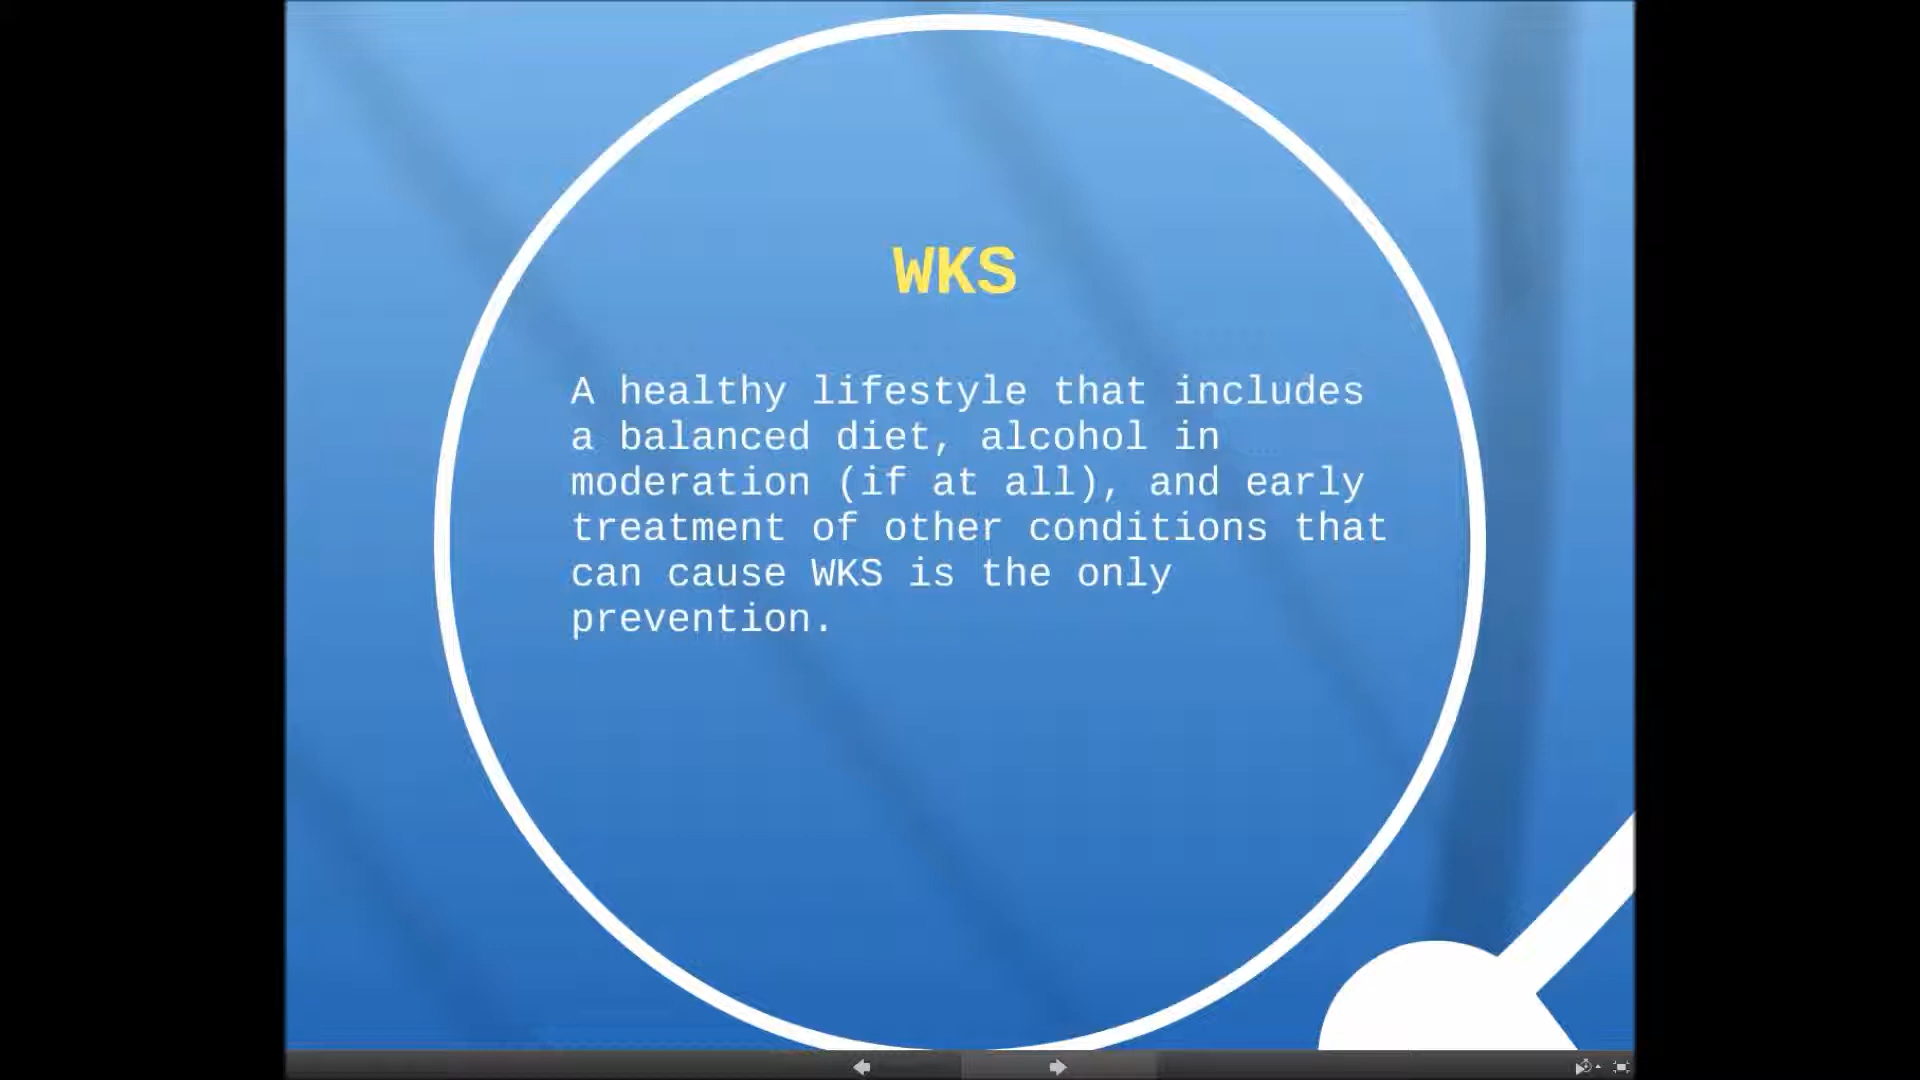 WKS
A healthy lifestyle that includes
a balanced diet, alcohol in
moderation (if at all), and early
treatment of other conditions that
can cause WKS is the only
prevention.